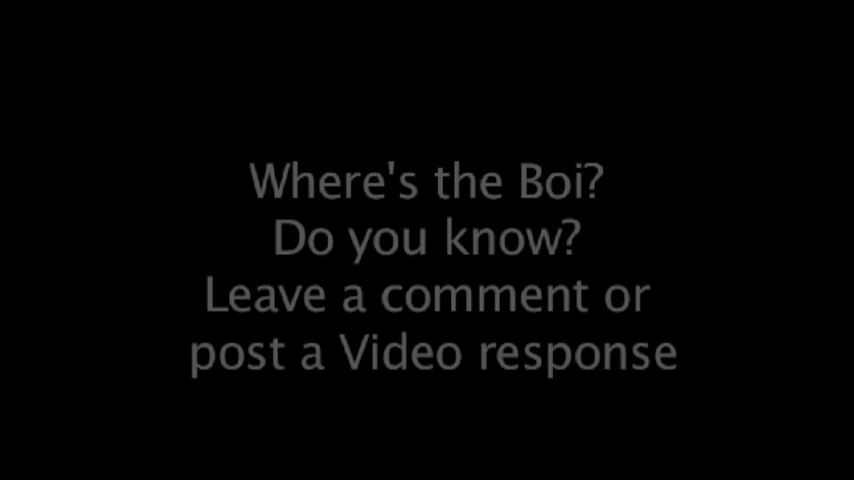 Where's the Boi?
Do you know?
Leave a comment or
post a Video response